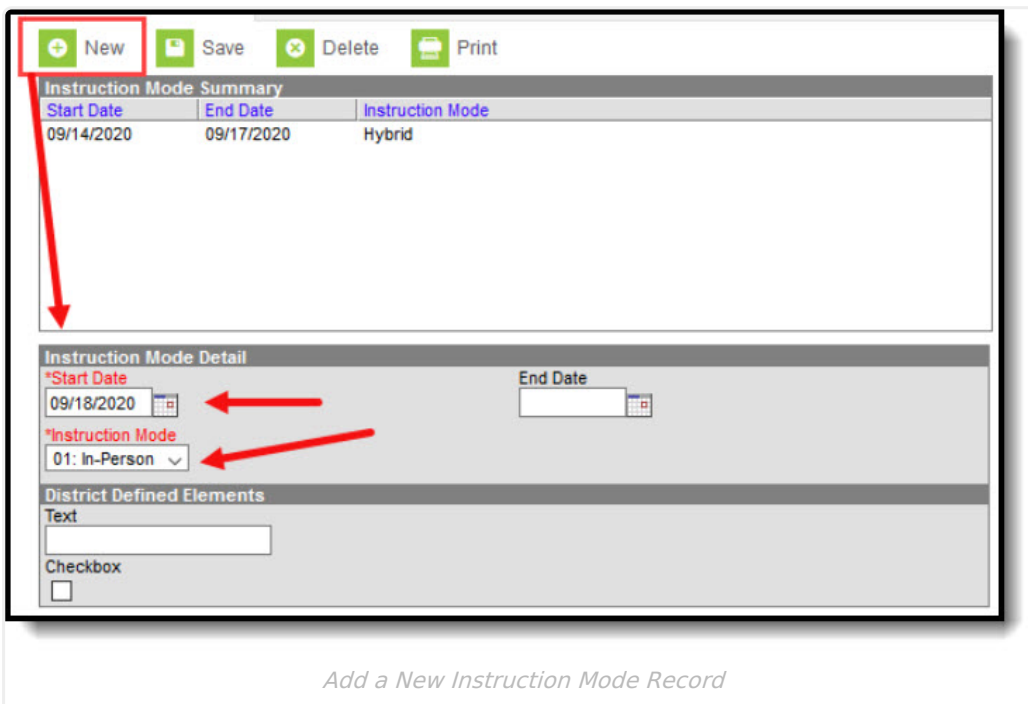 New Save Delete Print
Instruction Mode Summary
Start Date End Date Instruction Mode
09/14/2020 09/17/2020 Hybrid
Instruction Mode Detail
*Start Date End Date
09/18/2020
*Instruction Mode
01: In-Person
District Defined Elements
Text
Checkbox
Add a New Instruction Mode Record